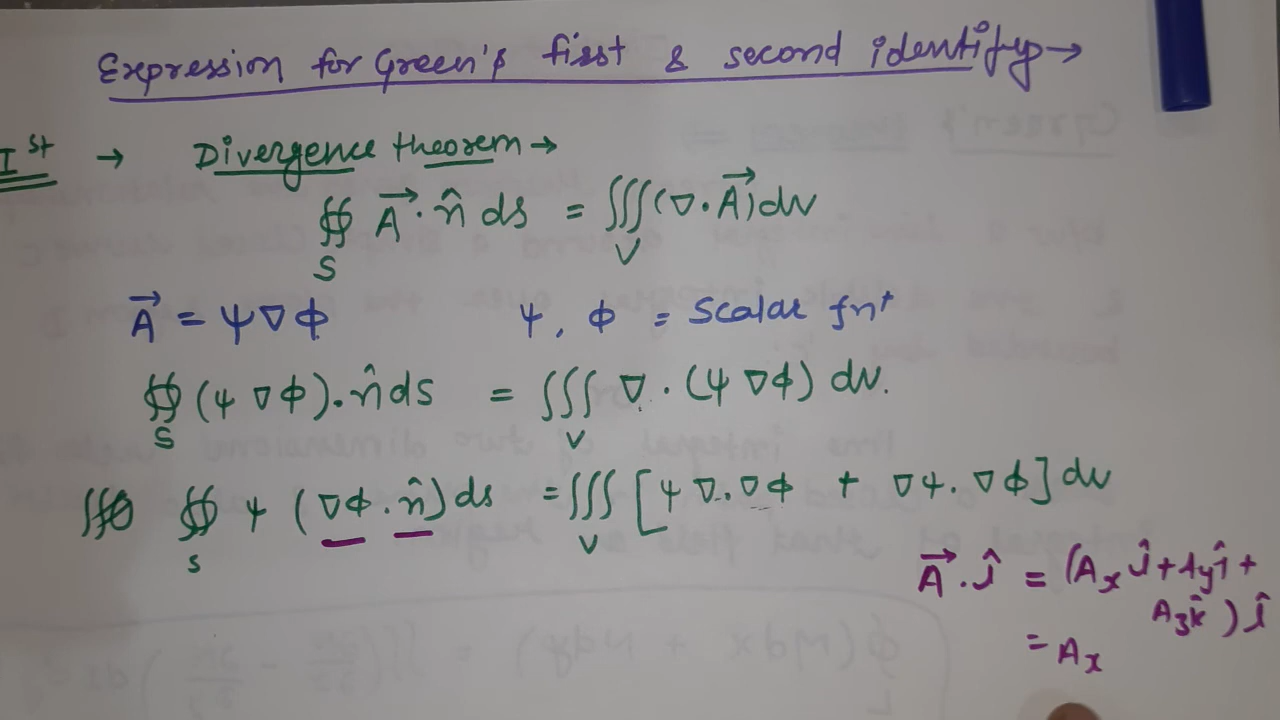 Expression for Green's first & second identify →
Ist → Divergence theorem →
∯ A⃗ · n̂ ds = ∭ (∇ · A⃗) dv
S V
A⃗ = ψ ∇ φ ψ, φ = Scalar fnt
∯ (ψ ∇ φ) · n̂ ds = ∭ ∇ · (ψ ∇φ) dv.
S V
∯ ψ (∇φ · n̂) ds = ∭ [ψ ∇ · ∇φ + ∇ψ · ∇φ] dv
S V
A⃗ · î = (Ax î + Ay ĵ +
Az k̂) î
= Ax